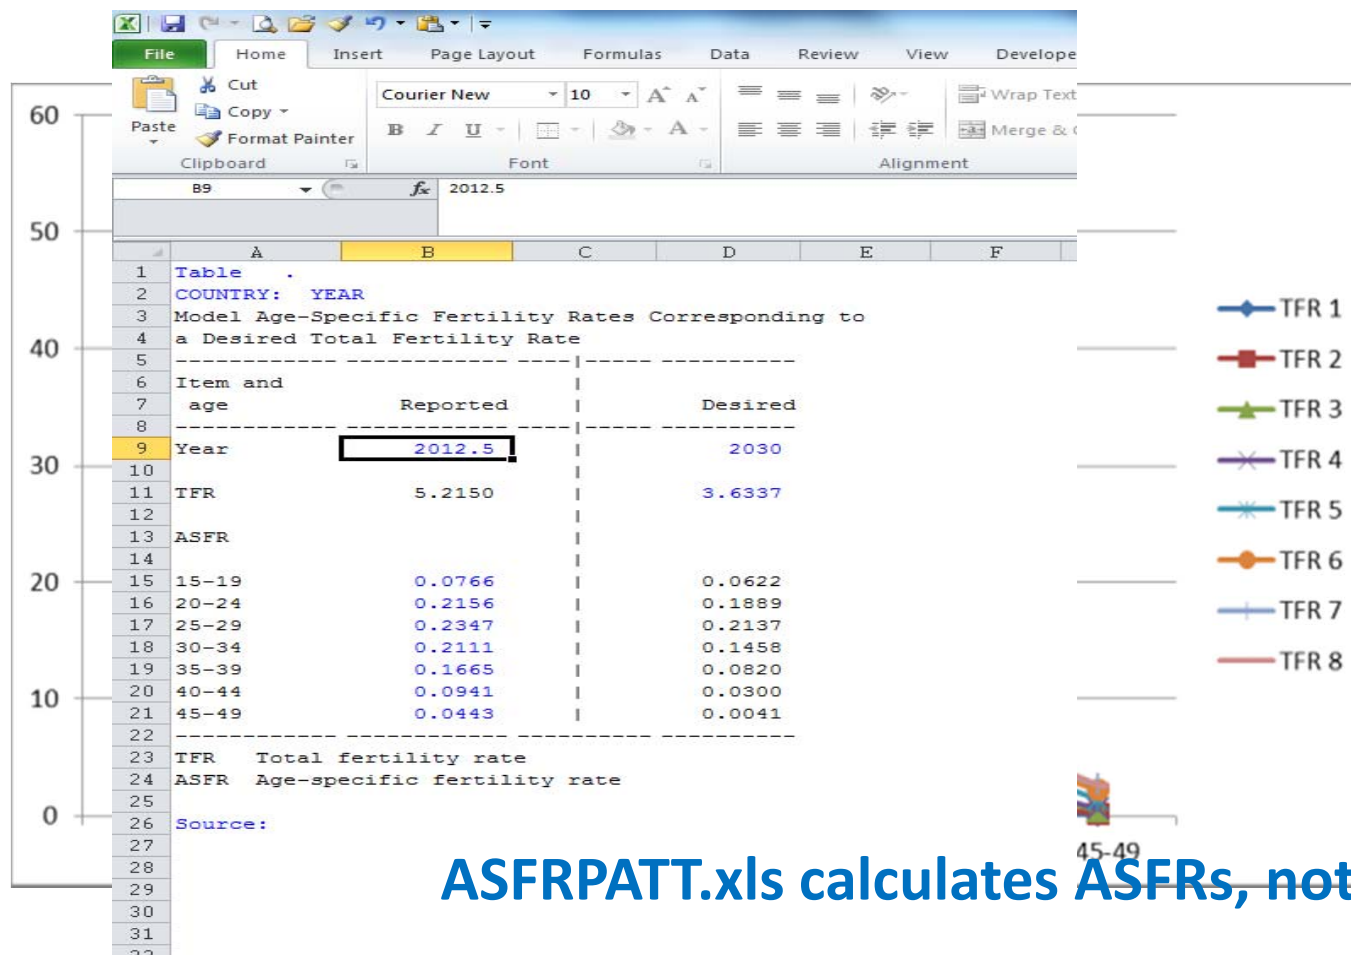 File Home Insert Page Layout Formulas Data Review View Develope
Cut
Copy
Format Painter
Paste
Courier New 10 A A Wrap Text
B I U A Merge &
Clipboard Font Alignment
B9 fx 2012.5
A B C D E F
1 Table .
2 COUNTRY: YEAR
3 Model Age-Specific Fertility Rates Corresponding to
4 a Desired Total Fertility Rate
5 ------------ ------------ ----|----- ----------
6 Item and |
7 age Reported | Desired
8 ------------ ------------ ----|----- ----------
9 Year 2012.5 | 2030
10 |
11 TFR 5.2150 | 3.6337
12 |
13 ASFR |
14 |
15 15-19 0.0766 | 0.0622
16 20-24 0.2156 | 0.1889
17 25-29 0.2347 | 0.2137
18 30-34 0.2111 | 0.1458
19 35-39 0.1665 | 0.0820
20 40-44 0.0941 | 0.0300
21 45-49 0.0443 | 0.0041
22 ------------ ------------ ---------- ----------
23 TFR Total fertility rate
24 ASFR Age-specific fertility rate
25
26 Source:
27
28
29
30
31
60
50
40
30
20
10
0
45-49
TFR 1
TFR 2
TFR 3
TFR 4
TFR 5
TFR 6
TFR 7
TFR 8
ASFRPATT.xls calculates ASFRs, not